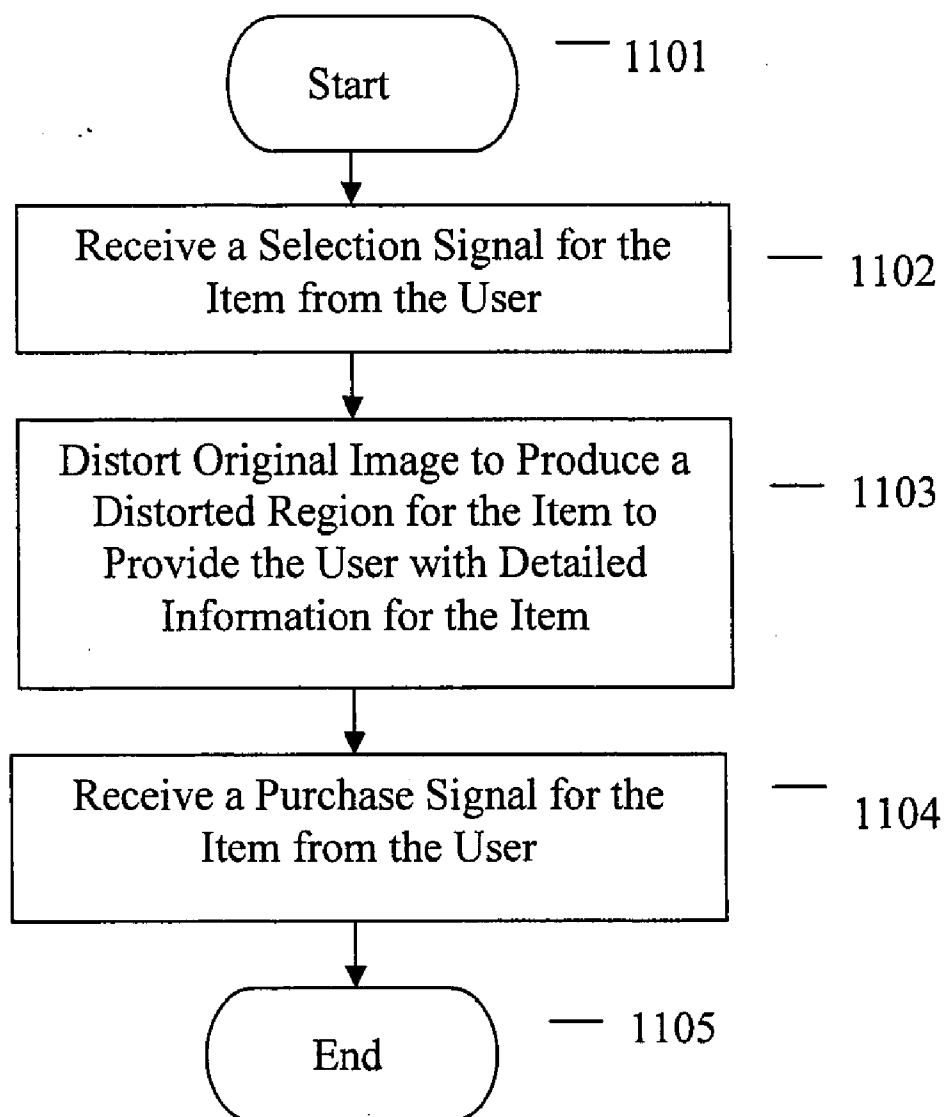 Start
1101
Receive a Selection Signal for the
Item from the User
1102
Distort Original Image to Produce a
Distorted Region for the Item to
Provide the User with Detailed
Information for the Item
1103
Receive a Purchase Signal for the
Item from the User
1104
End
1105